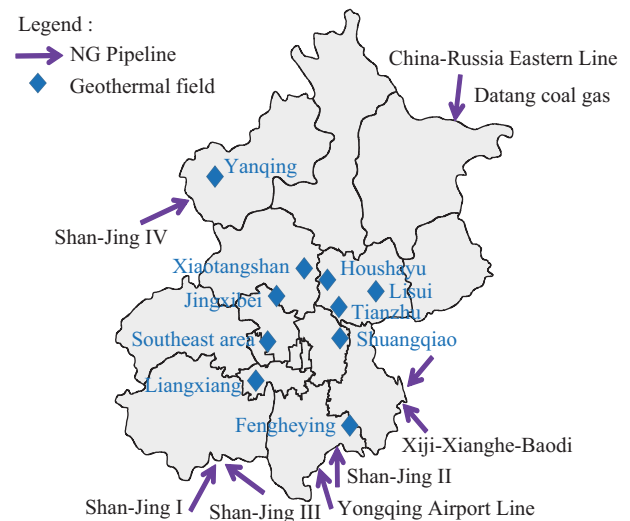 Legend :
NG Pipeline
Geothermal field
China-Russia Eastern Line
Datang coal gas
Yanqing
Shan-Jing IV
Xiaotangshan
Houshayu
Jingxibei
Lisui
Tianzhu
Southeast area
Shuangqiao
Liangxiang
Fengheying
Xiji-Xianghe-Baodi
Shan-Jing II
Shan-Jing I
Shan-Jing III
Yongqing Airport Line